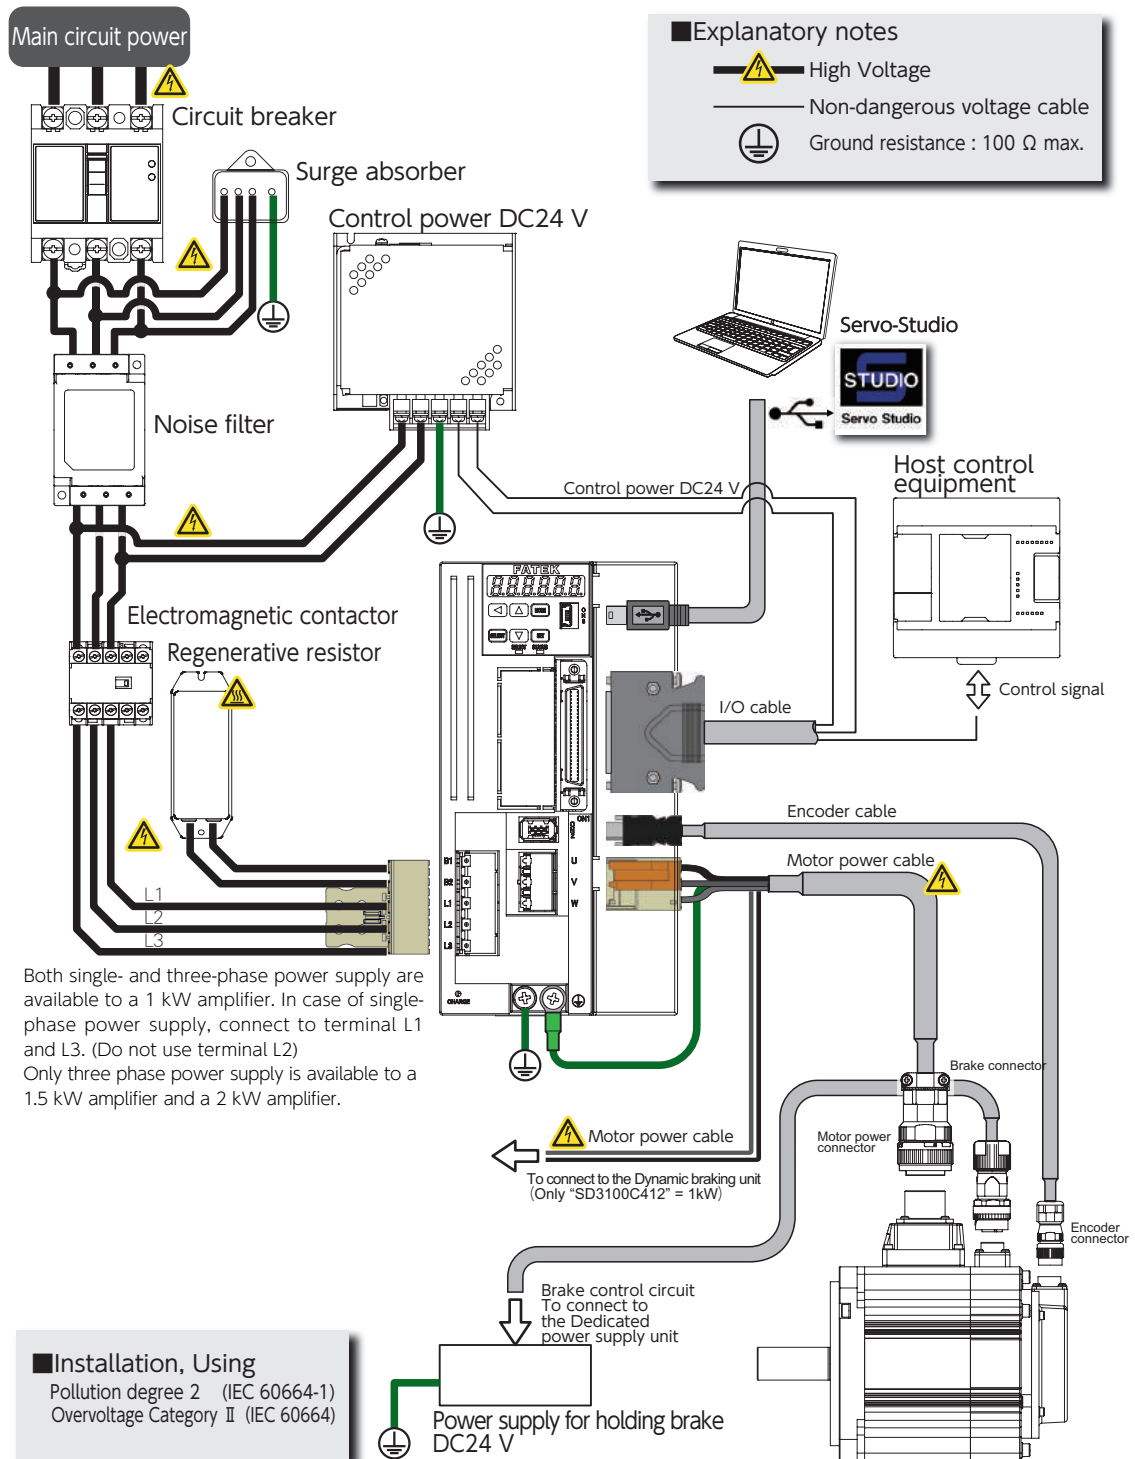 Main circuit power
■Explanatory notes
High Voltage
Non-dangerous voltage cable
Ground resistance : 100 Ω max.
Circuit breaker
Surge absorber
Control power DC24 V
Servo-Studio
S
STUDIO
Servo Studio
Noise filter
Host control
equipment
Control power DC24 V
FATEK
Electromagnetic contactor
Regenerative resistor
MODE
SELECT
SET
Control signal
I/O cable
Encoder cable
CN2
CN1
Motor power cable
B1
B2
L1
L2
L3
U
V
W
L1
L2
L3
CHARGE
Both single- and three-phase power supply are
available to a 1 kW amplifier. In case of single-
phase power supply, connect to terminal L1
and L3. (Do not use terminal L2)
Only three phase power supply is available to a
1.5 kW amplifier and a 2 kW amplifier.
Brake connector
Motor power
connector
Motor power cable
To connect to the Dynamic braking unit
(Only “SD3100C412” = 1kW)
Encoder
connector
Brake control circuit
To connect to
the Dedicated
power supply unit
■Installation, Using
Pollution degree 2 (IEC 60664-1)
Overvoltage Category Ⅱ (IEC 60664)
Power supply for holding brake
DC24 V